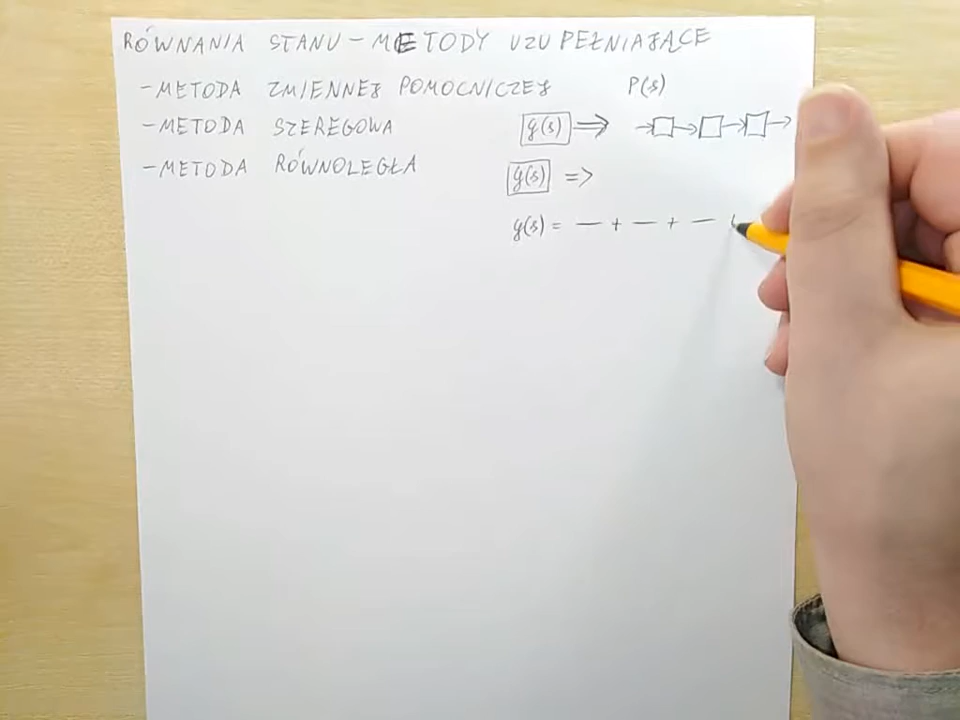 RÓWNANIA STANU – METODY UZUPEŁNIAJĄCE
– METODA ZMIENNEJ POMOCNICZEJ P(s)
– METODA SZEREGOWA g(s) ⇒ → → → →
– METODA RÓWNOLEGŁA g(s) =>
g(s) = — + — + —